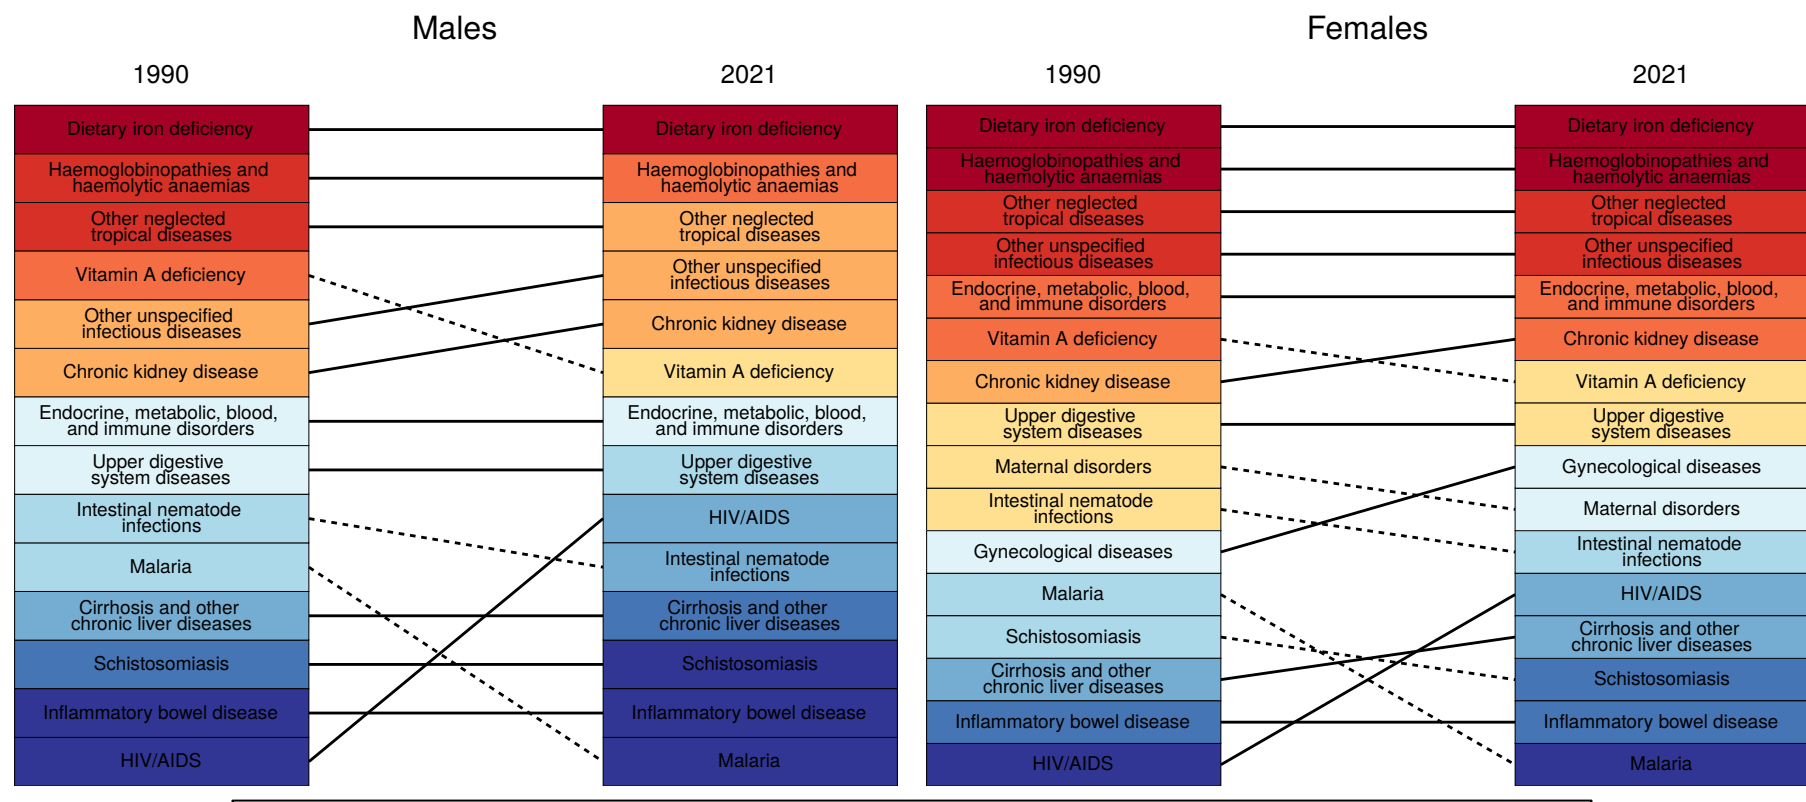 Males
Females
1990
2021
1990
2021
Dietary iron deficiency
Haemoglobinopathies and
haemolytic anaemias
Other neglected
tropical diseases
Vitamin A deficiency
Other unspecified
infectious diseases
Chronic kidney disease
Endocrine, metabolic, blood,
and immune disorders
Upper digestive
system diseases
Intestinal nematode
infections
Malaria
Cirrhosis and other
chronic liver diseases
Schistosomiasis
Inflammatory bowel disease
HIV/AIDS
Dietary iron deficiency
Haemoglobinopathies and
haemolytic anaemias
Other neglected
tropical diseases
Other unspecified
infectious diseases
Chronic kidney disease
Vitamin A deficiency
Endocrine, metabolic, blood,
and immune disorders
Upper digestive
system diseases
HIV/AIDS
Intestinal nematode
infections
Cirrhosis and other
chronic liver diseases
Schistosomiasis
Inflammatory bowel disease
Malaria
Dietary iron deficiency
Haemoglobinopathies and
haemolytic anaemias
Other neglected
tropical diseases
Other unspecified
infectious diseases
Endocrine, metabolic, blood,
and immune disorders
Vitamin A deficiency
Chronic kidney disease
Upper digestive
system diseases
Maternal disorders
Intestinal nematode
infections
Gynecological diseases
Malaria
Schistosomiasis
Cirrhosis and other
chronic liver diseases
Inflammatory bowel disease
HIV/AIDS
Dietary iron deficiency
Haemoglobinopathies and
haemolytic anaemias
Other neglected
tropical diseases
Other unspecified
infectious diseases
Endocrine, metabolic, blood,
and immune disorders
Chronic kidney disease
Vitamin A deficiency
Upper digestive
system diseases
Gynecological diseases
Maternal disorders
Intestinal nematode
infections
HIV/AIDS
Cirrhosis and other
chronic liver diseases
Schistosomiasis
Inflammatory bowel disease
Malaria